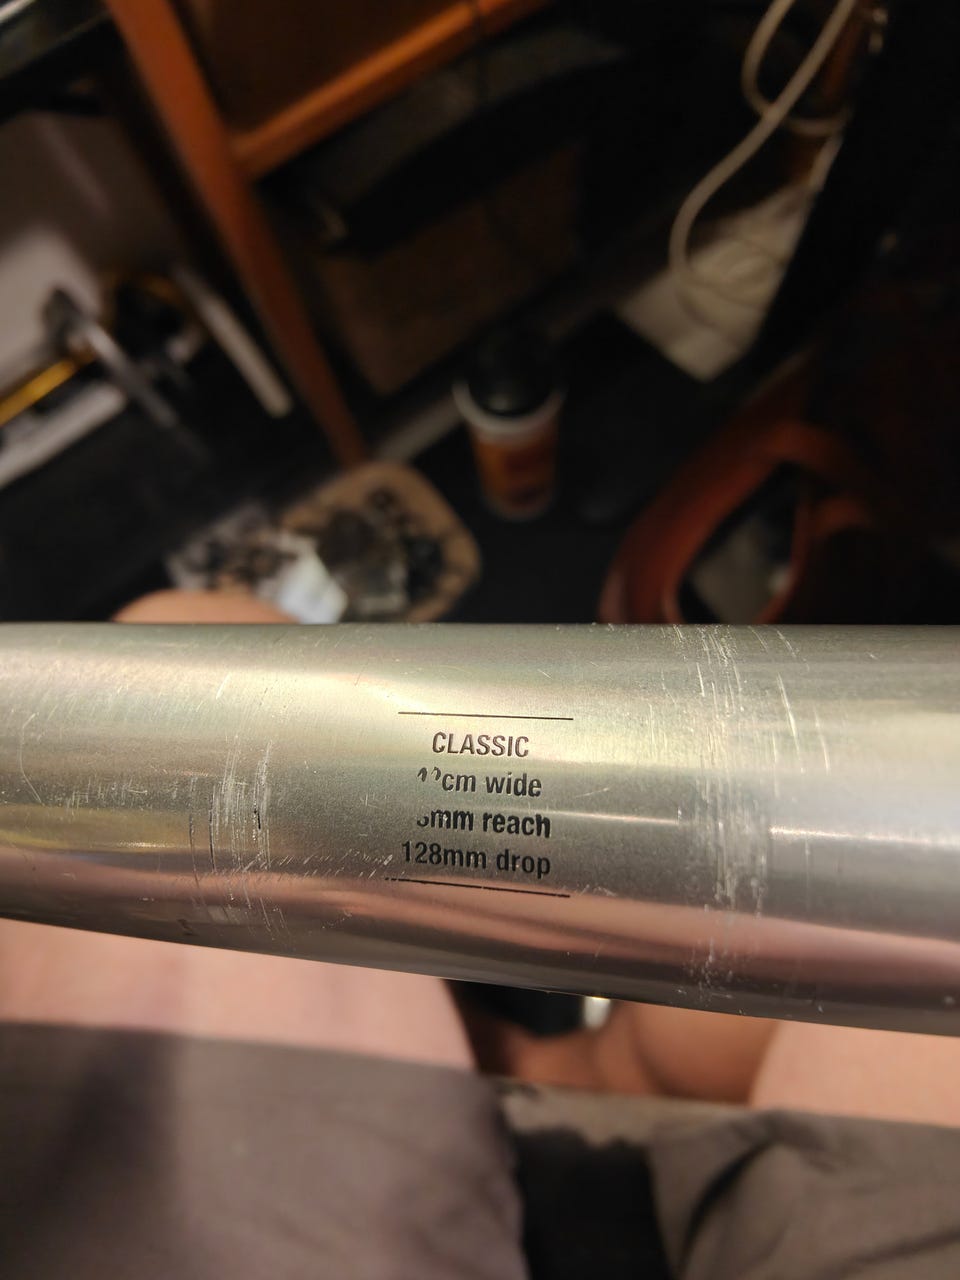 CLASSIC
wide
reach
128mm drop